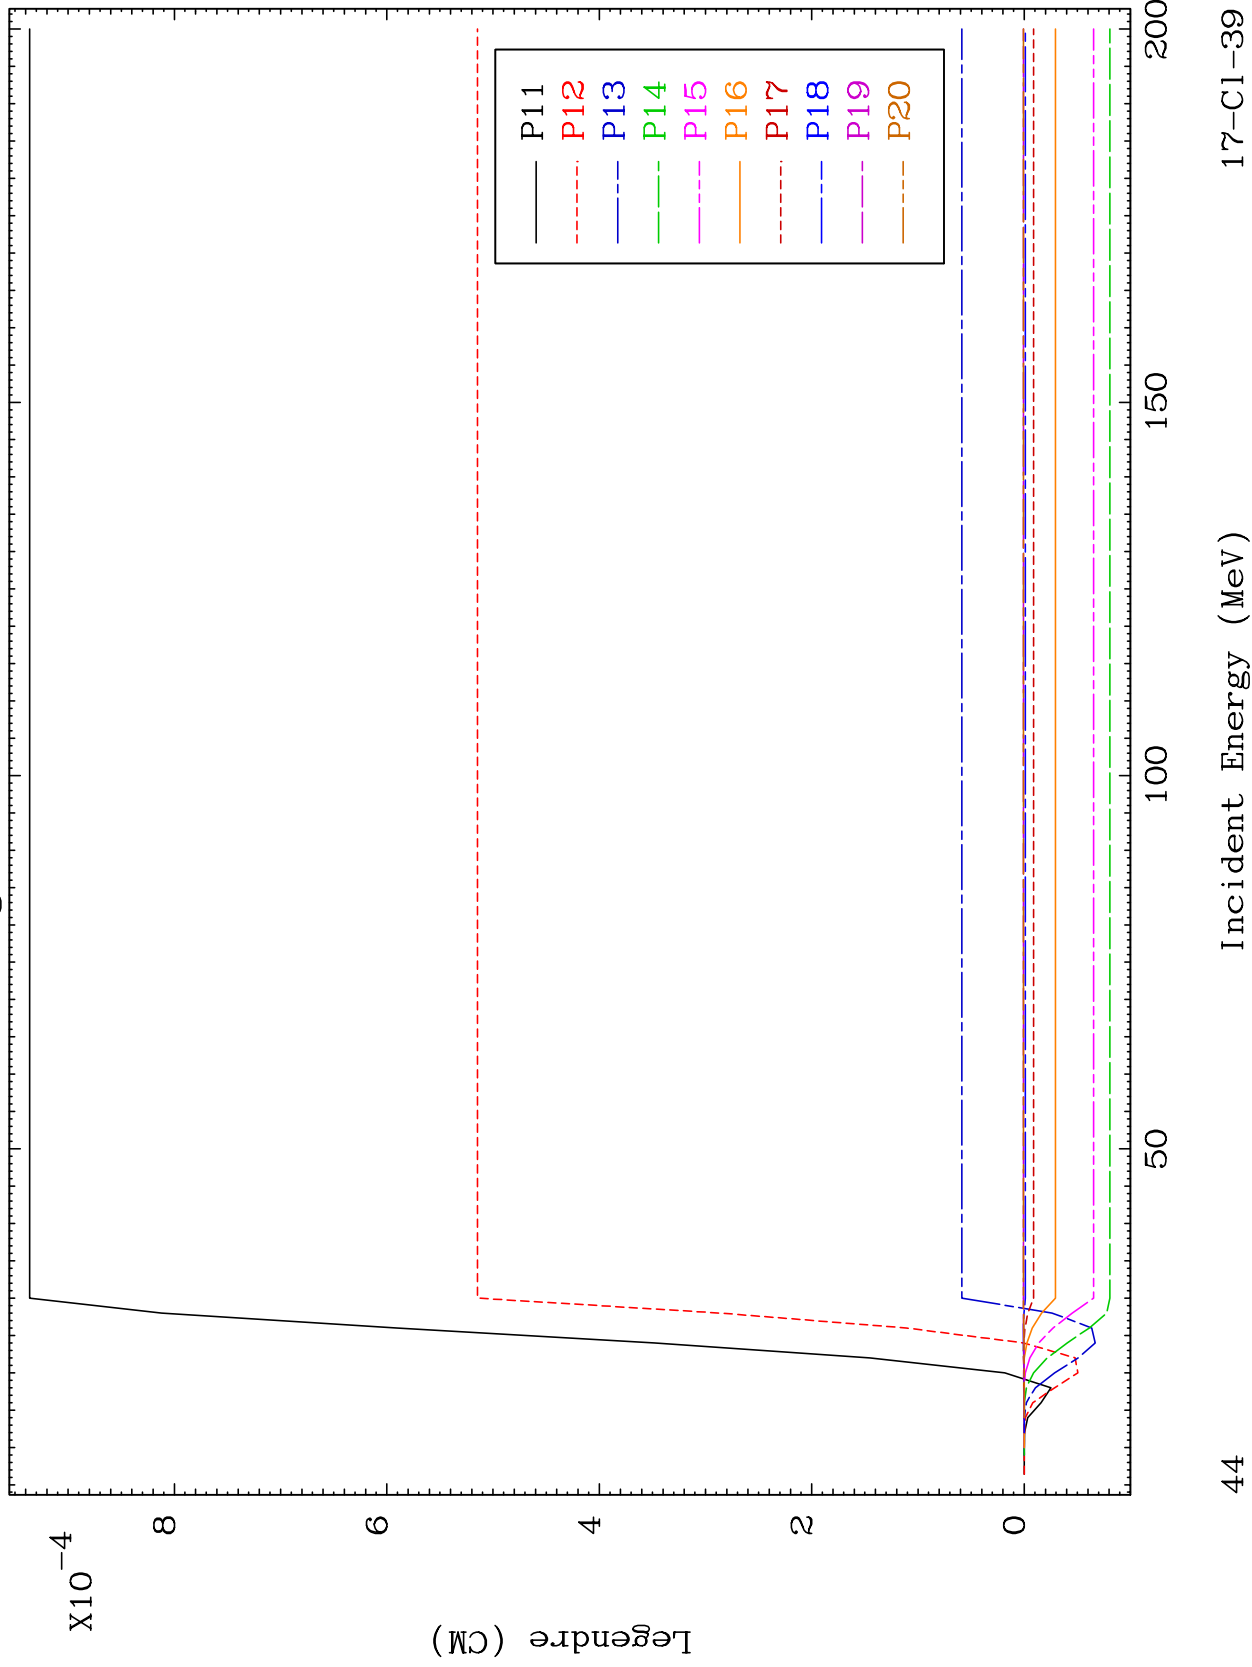 X10-4
8
6
4
2
0
Legendre (CM)
P11
P12
P13
P14
P15
P16
P17
P18
P19
P20
50
100
150
200
Incident Energy (MeV)
44
17-Cl-39